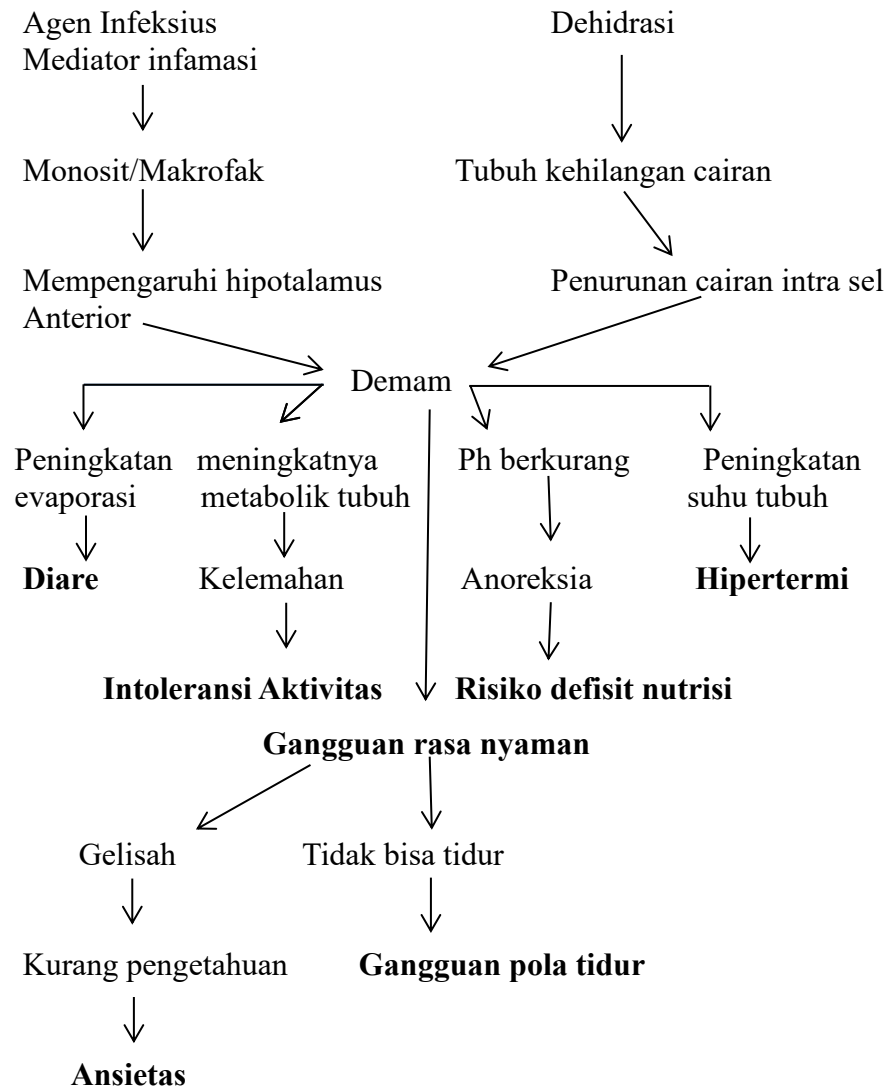 Agen Infeksius
Mediator infamasi
Dehidrasi
Monosit/Makrofak
Tubuh kehilangan cairan
Mempengaruhi hipotalamus
Anterior
Penurunan cairan intra sel
Demam
Peningkatan
evaporasi
meningkatnya
metabolik tubuh
Ph berkurang
Peningkatan
suhu tubuh
Diare
Kelemahan
Anoreksia
Hipertermi
Intoleransi Aktivitas
Risiko defisit nutrisi
Gangguan rasa nyaman
Gelisah
Tidak bisa tidur
Kurang pengetahuan
Gangguan pola tidur
Ansietas